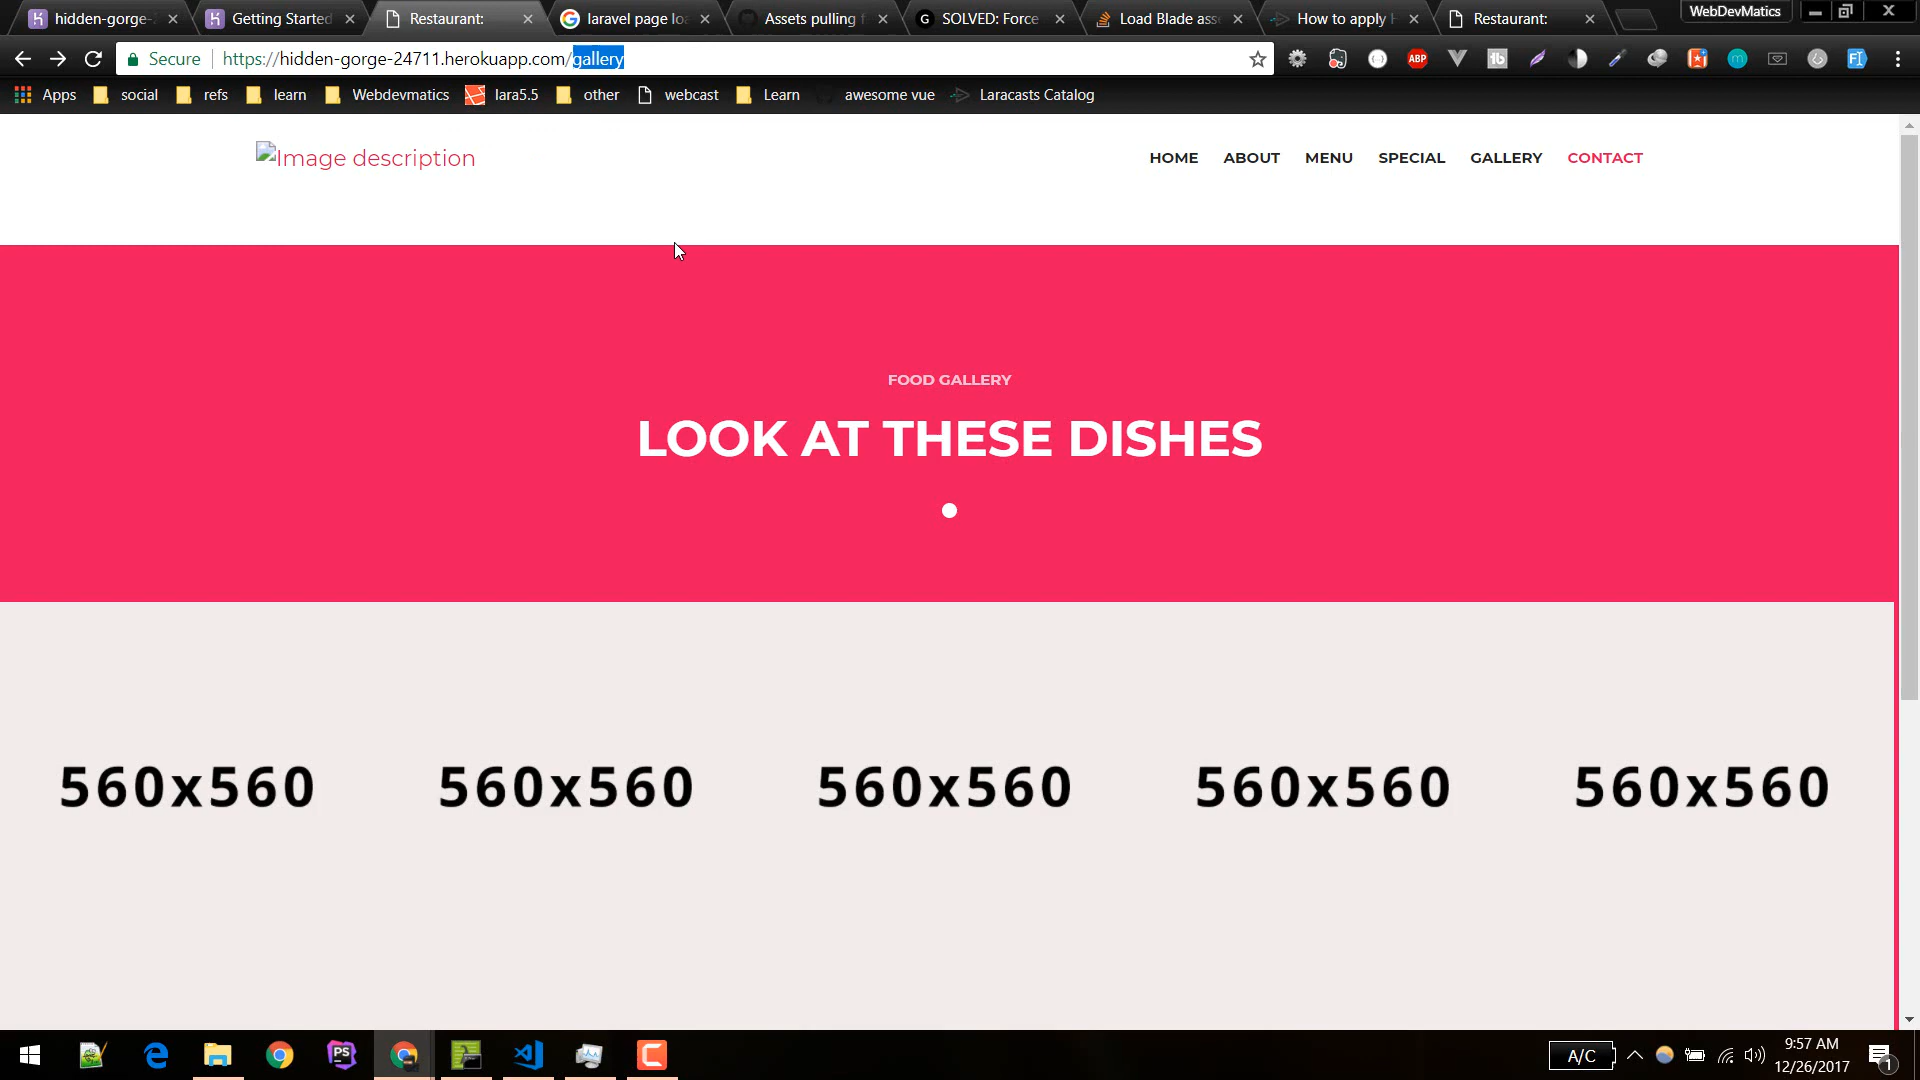 hidden-gorge-
Getting Started
Restaurant:
laravel page lo
Assets pulling
SOLVED: Force
Load Blade ass
How to apply
Restaurant:
WebDevMatics
Secure
https://hidden-gorge-24711.herokuapp.com/gallery
ABP
Apps
social
refs
learn
Webdevmatics
lara5.5
other
webcast
Learn
awesome vue
Laracasts Catalog
Image description
HOME
ABOUT
MENU
SPECIAL
GALLERY
CONTACT
FOOD GALLERY
LOOK AT THESE DISHES
560x560
560x560
560x560
560x560
560x560
PS
A/C
9:57 AM
12/26/2017
1